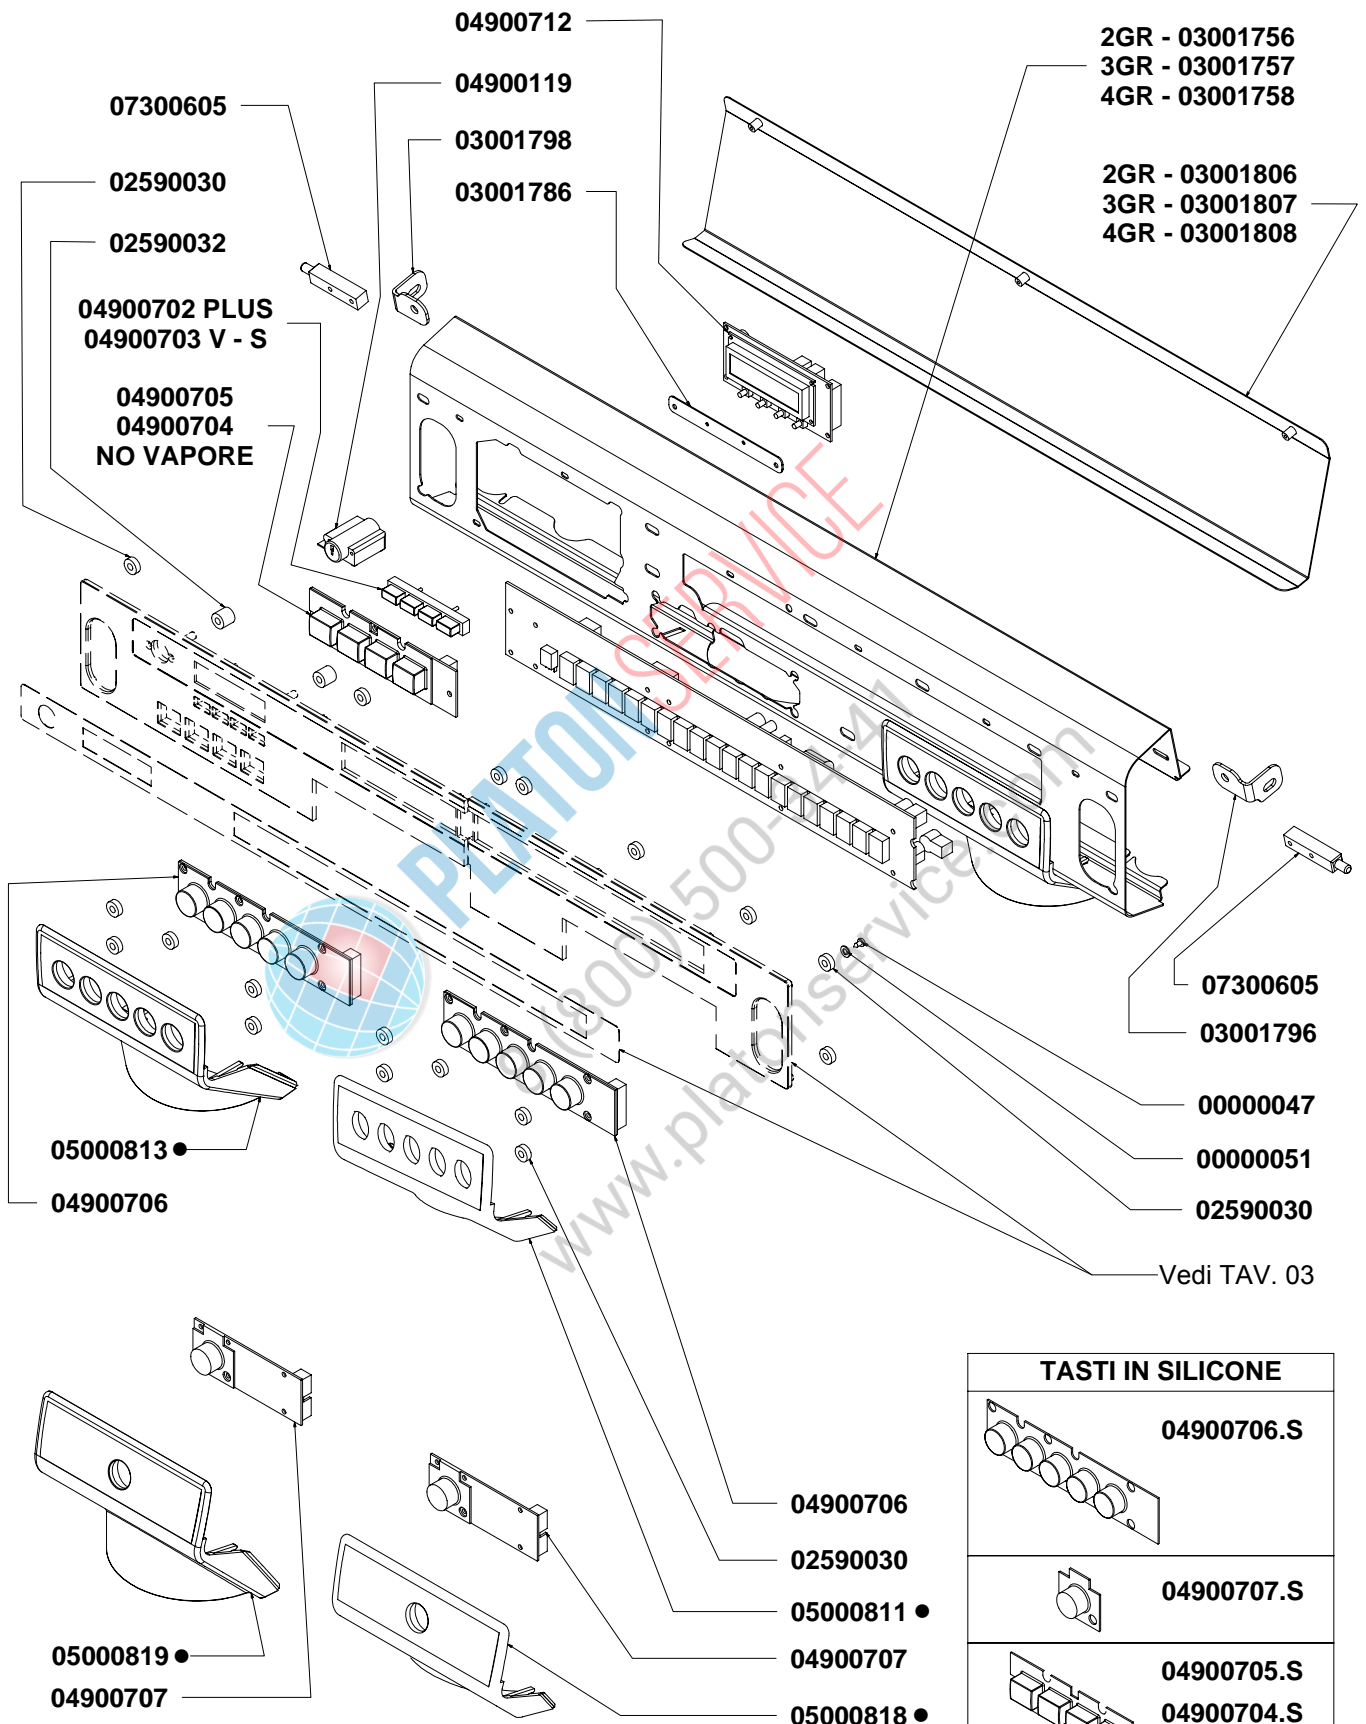 04900712
04900119
03001798
03001786
2GR - 03001756
3GR - 03001757
4GR - 03001758
2GR - 03001806
3GR - 03001807
4GR - 03001808
07300605
02590030
02590032
04900702 PLUS
04900703 V - S
04900705
04900704
NO VAPORE
PLATON SERVICE
(800) 500-24-41
www.platonservice.com
05000813 ●
04900706
07300605
03001796
00000047
00000051
02590030
Vedi TAV. 03
04900706
02590030
05000811 ●
04900707
05000818 ●
05000819 ●
04900707
TASTI IN SILICONE
04900706.S
04900707.S
04900705.S
04900704.S